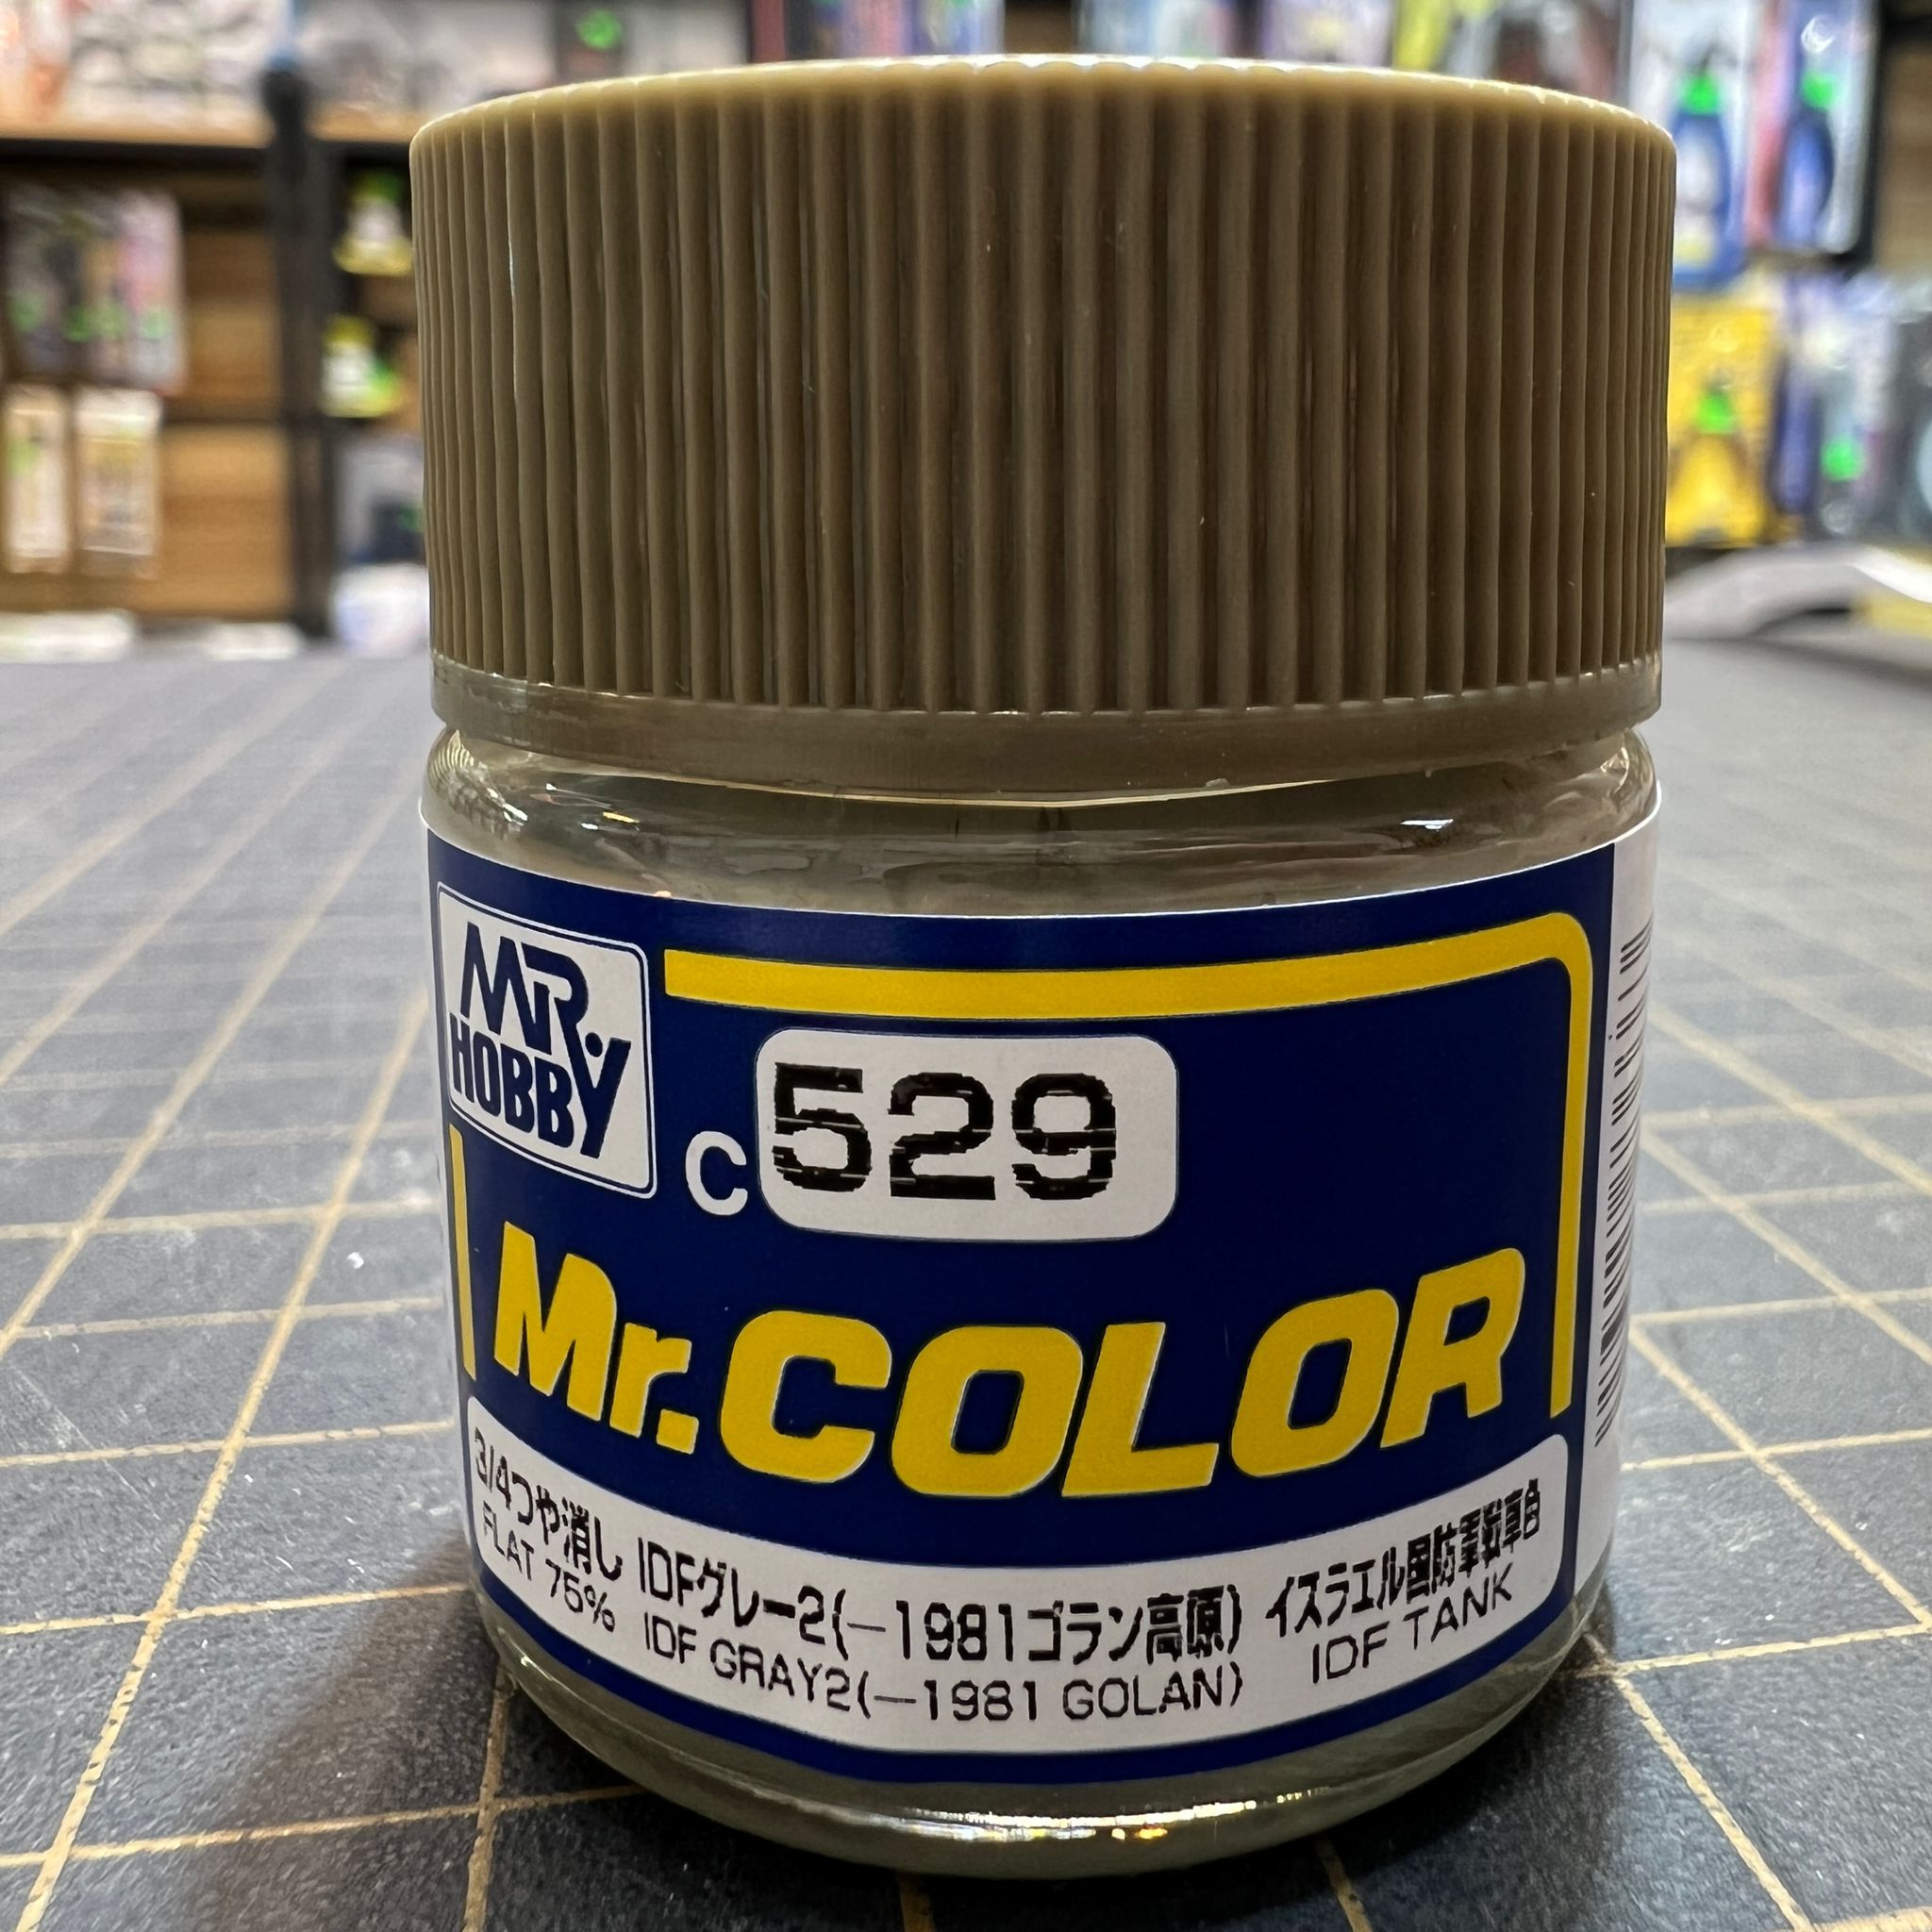 MR.
HOBBY
C 529
Mr.COLOR
3/4つや消し IDFグレー2(−1981ゴラン高原) イスラエル国防軍戦車色
FLAT 75% IDF GRAY2(−1981 GOLAN) IDF TANK